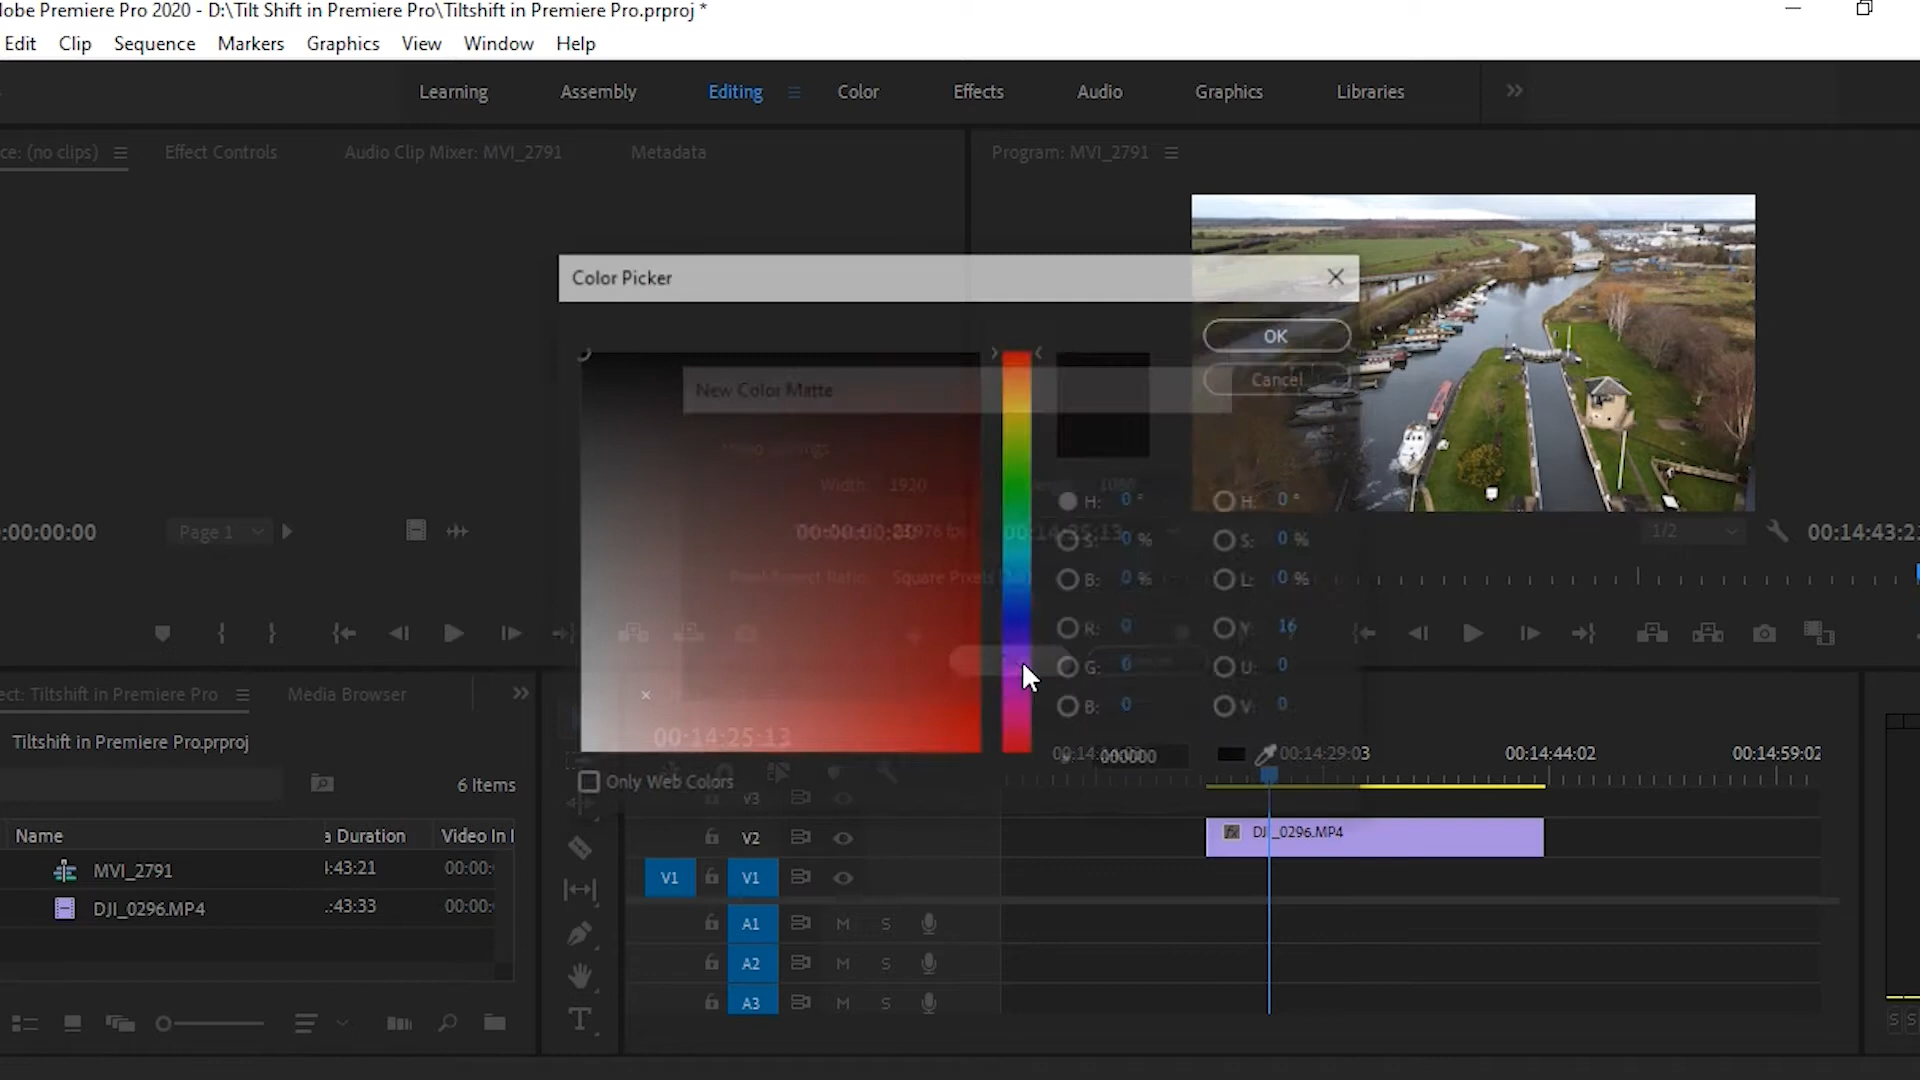 lobe Premiere Pro 2020 - D:\Tilt Shift in Premiere Pro\Tiltshift in Premiere Pro.prproj *
Edit Clip Sequence Markers Graphics View Window Help
Learning Assembly Editing Color Effects Audio Graphics Libraries
ce: (no clips) Effect Controls Audio Clip Mixer: MVI_2791 Metadata Program: MVI_2791
Color Picker
OK
Cancel
New Color Matte
Width: 1920 1080
H: 0 ° H: 0 °
:00:00:00 Page 1 00:00:00:00 00:14:25:13 1/2 00:14:43:21
S: 0 % S: 0 %
Pixel Aspect Ratio: Square Pixels
B: 0 % L: 0 %
R: 0 Y: 16
G: 0 U: 0
B: 0 V: 0
ect: Tiltshift in Premiere Pro Media Browser
Tiltshift in Premiere Pro.prproj
00:14:25:13
000000 00:14:29:03 00:14:44:02 00:14:59:02
Only Web Colors
6 Items
V3
Name a Duration Video In I
V2 DJI_0296.MP4
MVI_2791 :43:21 00:00:
V1 V1
DJI_0296.MP4 .:43:33 00:00:
A1 M S
A2 M S
A3 M S
S S